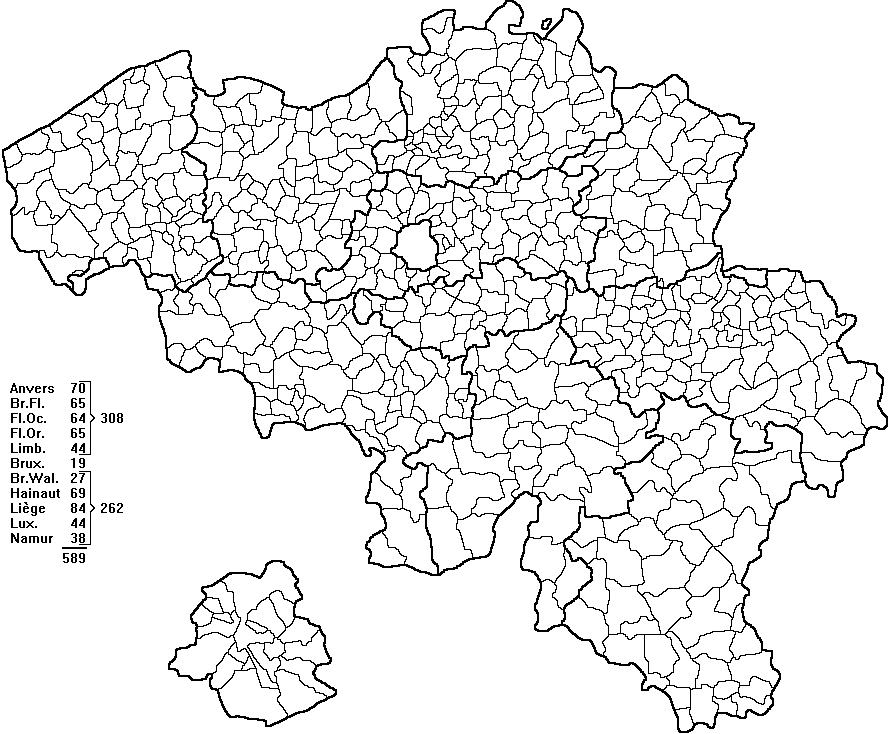 Anvers 70
Br.Fl. 65
Fl.Oc. 64 308
Fl.Or. 65
Limb. 44
Brux. 19
Br.Wal. 27
Hainaut 69
Liège 84 262
Lux. 44
Namur 38
589